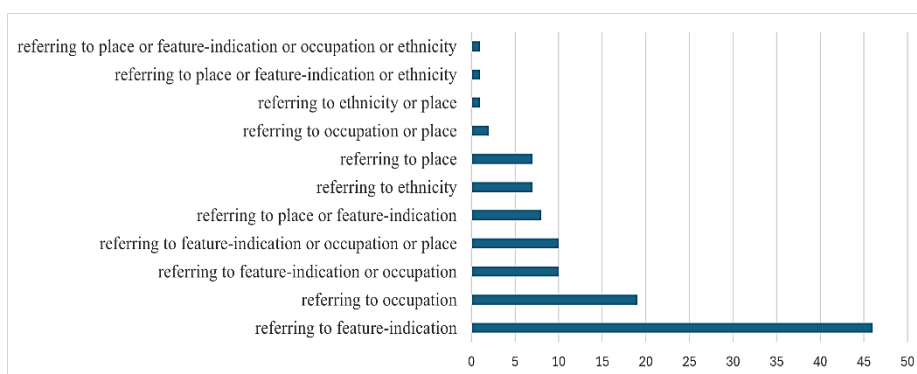 referring to place or feature-indication or occupation or ethnicity
referring to place or feature-indication or ethnicity
referring to ethnicity or place
referring to occupation or place
referring to place
referring to ethnicity
referring to place or feature-indication
referring to feature-indication or occupation or place
referring to feature-indication or occupation
referring to occupation
referring to feature-indication
0 5 10 15 20 25 30 35 40 45 50